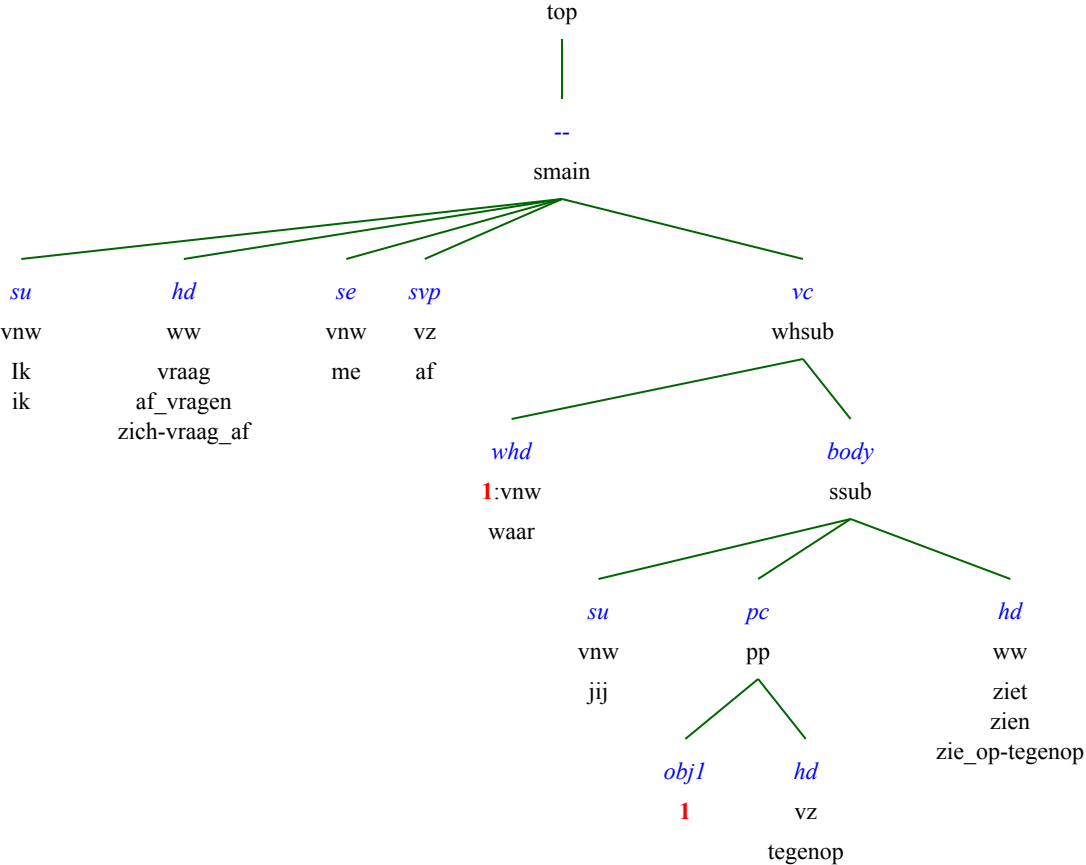 top
--
smain
su hd se svp vc
vnw ww vnw vz whsub
Ik vraag me af
ik af_vragen
zich-vraag_af
whd body
1:vnw ssub
waar
su pc hd
vnw pp ww
jij ziet
zien
zie_op-tegenop
obj1 hd
1 vz
tegenop